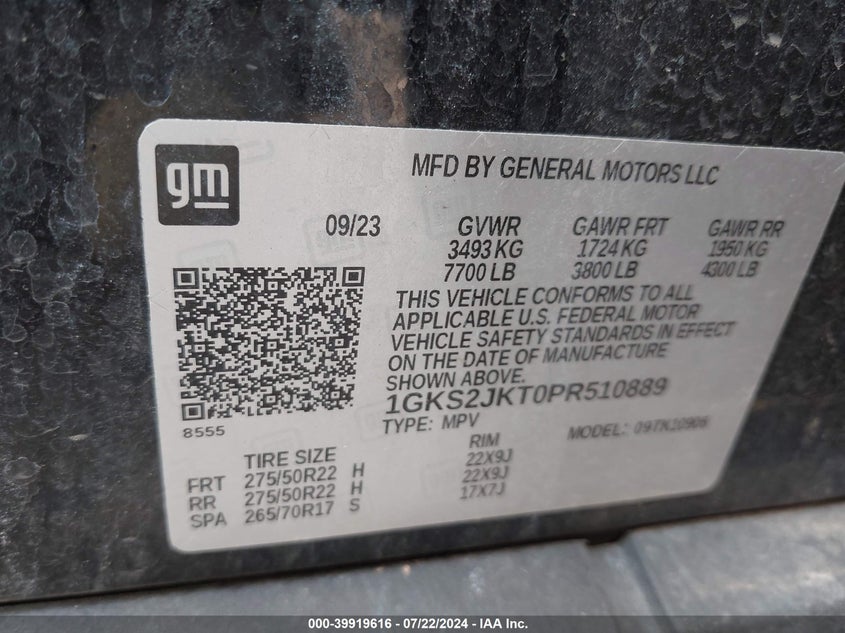 gm
MFD BY GENERAL MOTORS LLC
09/23 GVWR GAWR FRT GAWR RR
3493 KG 1724 KG 1950 KG
7700 LB 3800 LB 4300 LB
THIS VEHICLE CONFORMS TO ALL
APPLICABLE U.S. FEDERAL MOTOR
VEHICLE SAFETY STANDARDS IN EFFECT
ON THE DATE OF MANUFACTURE
SHOWN ABOVE.
1GKS2JKT0PR510889
8555 TYPE: MPV MODEL: 09TK10906
TIRE SIZE RIM
FRT 275/50R22 H 22X9J
RR 275/50R22 H 22X9J
SPA 265/70R17 S 17X7J
000-39919616 - 07/22/2024 - IAA Inc.